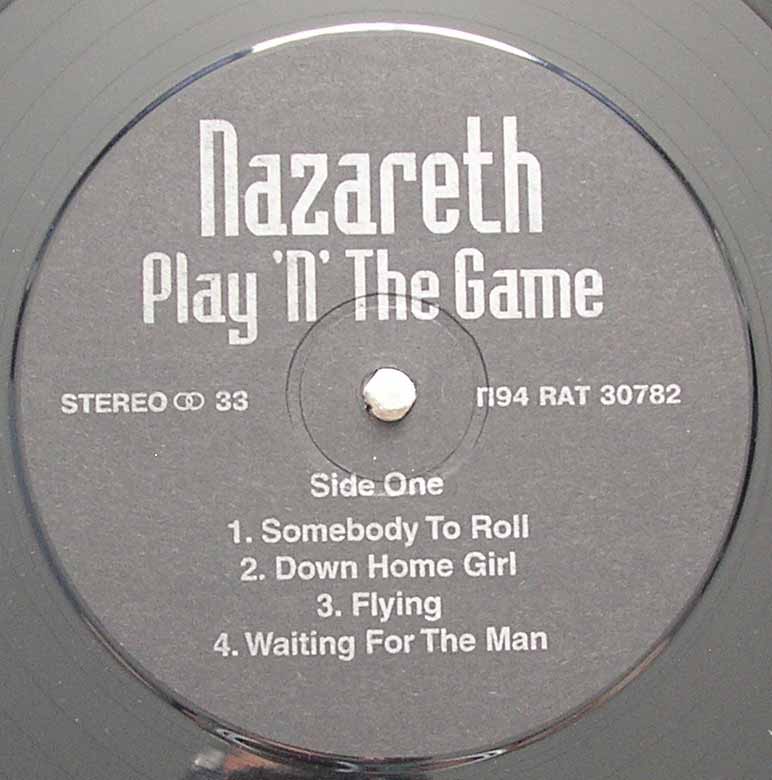 Nazareth
Play 'N' The Game
STEREO ꝏ 33
П94 RAT 30782
Side One
1. Somebody To Roll
2. Down Home Girl
3. Flying
4. Waiting For The Man